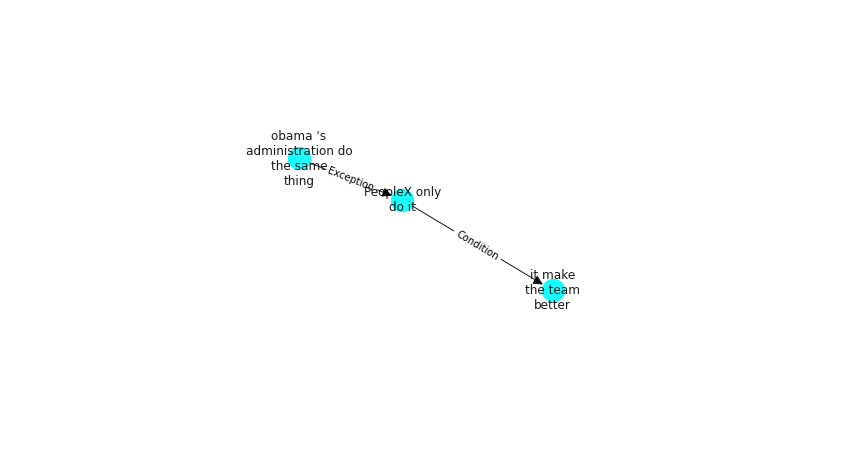 obama 's
administration do
the same
thing
Exception
PeopleX only
do it
Condition
it make
the team
better